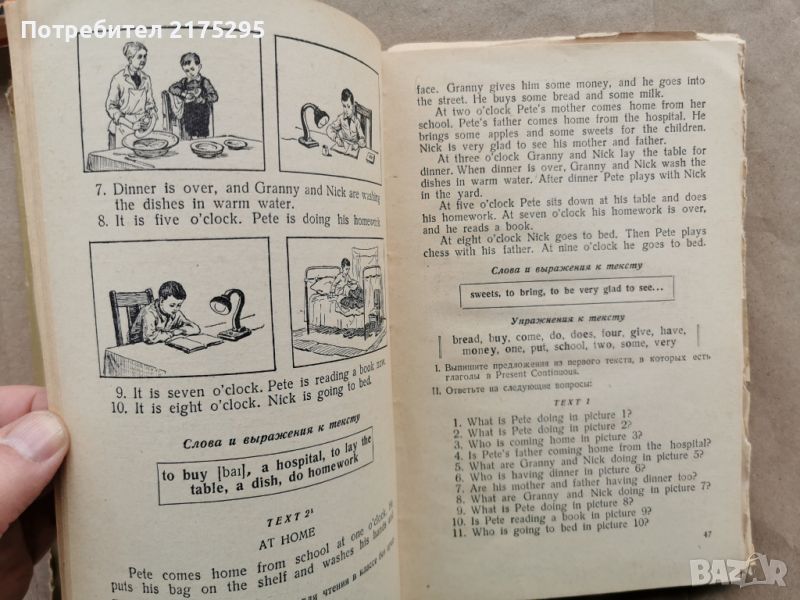 Потребител 2175295
7. Dinner is over, and Granny and Nick are washing
the dishes in warm water.
8. It is five o'clock. Pete is doing his homework
9. It is seven o'clock. Pete is reading a book now.
10. It is eight o'clock. Nick is going to bed.
Слова и выражения к тексту
to buy [baı], a hospital, to lay the
table, a dish, do homework
TEXT 2¹
AT HOME
Pete comes home from school at one o'clock. He
puts his bag on the shelf and washes his hands and
для чтения в классе без
face. Granny gives him some money, and he goes into
the street. He buys some bread and some milk.
At two o'clock Pete's mother comes home from her
school. Pete's father comes home from the hospital. He
brings some apples and some sweets for the children.
Nick is very glad to see his mother and father.
At three o'clock Granny and Nick lay the table for
dinner. When dinner is over, Granny and Nick wash the
dishes in warm water. After dinner Pete plays with Nick
in the yard.
At five o'clock Pete sits down at his table and does
his homework. At seven o'clock his homework is over,
and he reads a book.
At eight o'clock Nick goes to bed. Then Pete plays
chess with his father. At nine o'clock he goes to bed.
Слова и выражения к тексту
sweets, to bring, to be very glad to see...
Упражнения к тексту
bread, buy, come, do, does, four, give, have,
money, one, put, school, two, some, very
I. Выпишите предложения из первого текста, в которых есть
глаголы в Present Continuous.
II. Ответьте на следующие вопросы:
TEXT 1
1. What is Pete doing in picture 1?
2. What is Pete doing in picture 2?
3. Who is coming home in picture 3?
4. Is Pete's father coming from the hospital?
5. What are Granny and Nick doing in picture 5?
6. Who is having dinner in picture 6?
7. Are his mother and father having dinner too?
8. What are Granny and Nick doing in picture 7?
9. What is Pete doing in picture 8?
10. Is Pete reading a book in picture 9?
11. Who is going to bed in picture 10?
47
BAZAR